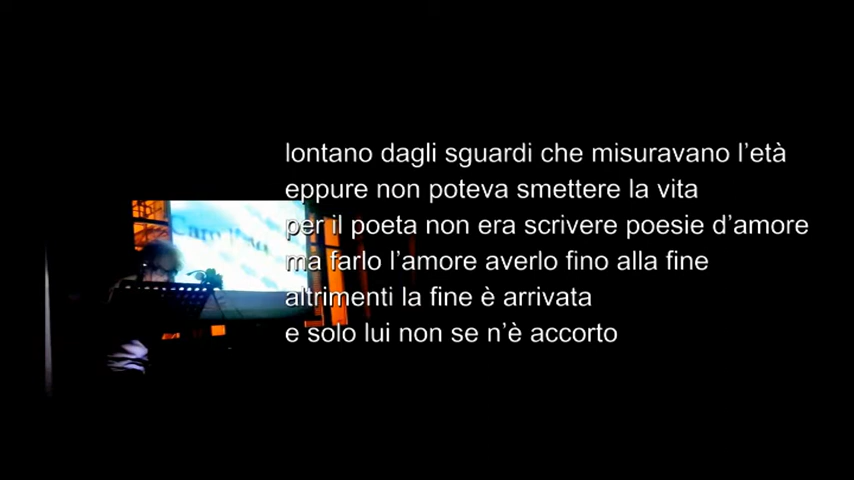 lontano dagli sguardi che misuravano l'età
eppure non poteva smettere la vita
per il poeta non era scrivere poesie d'amore
ma farlo l'amore averlo fino alla fine
altrimenti la fine è arrivata
e solo lui non se n'è accorto